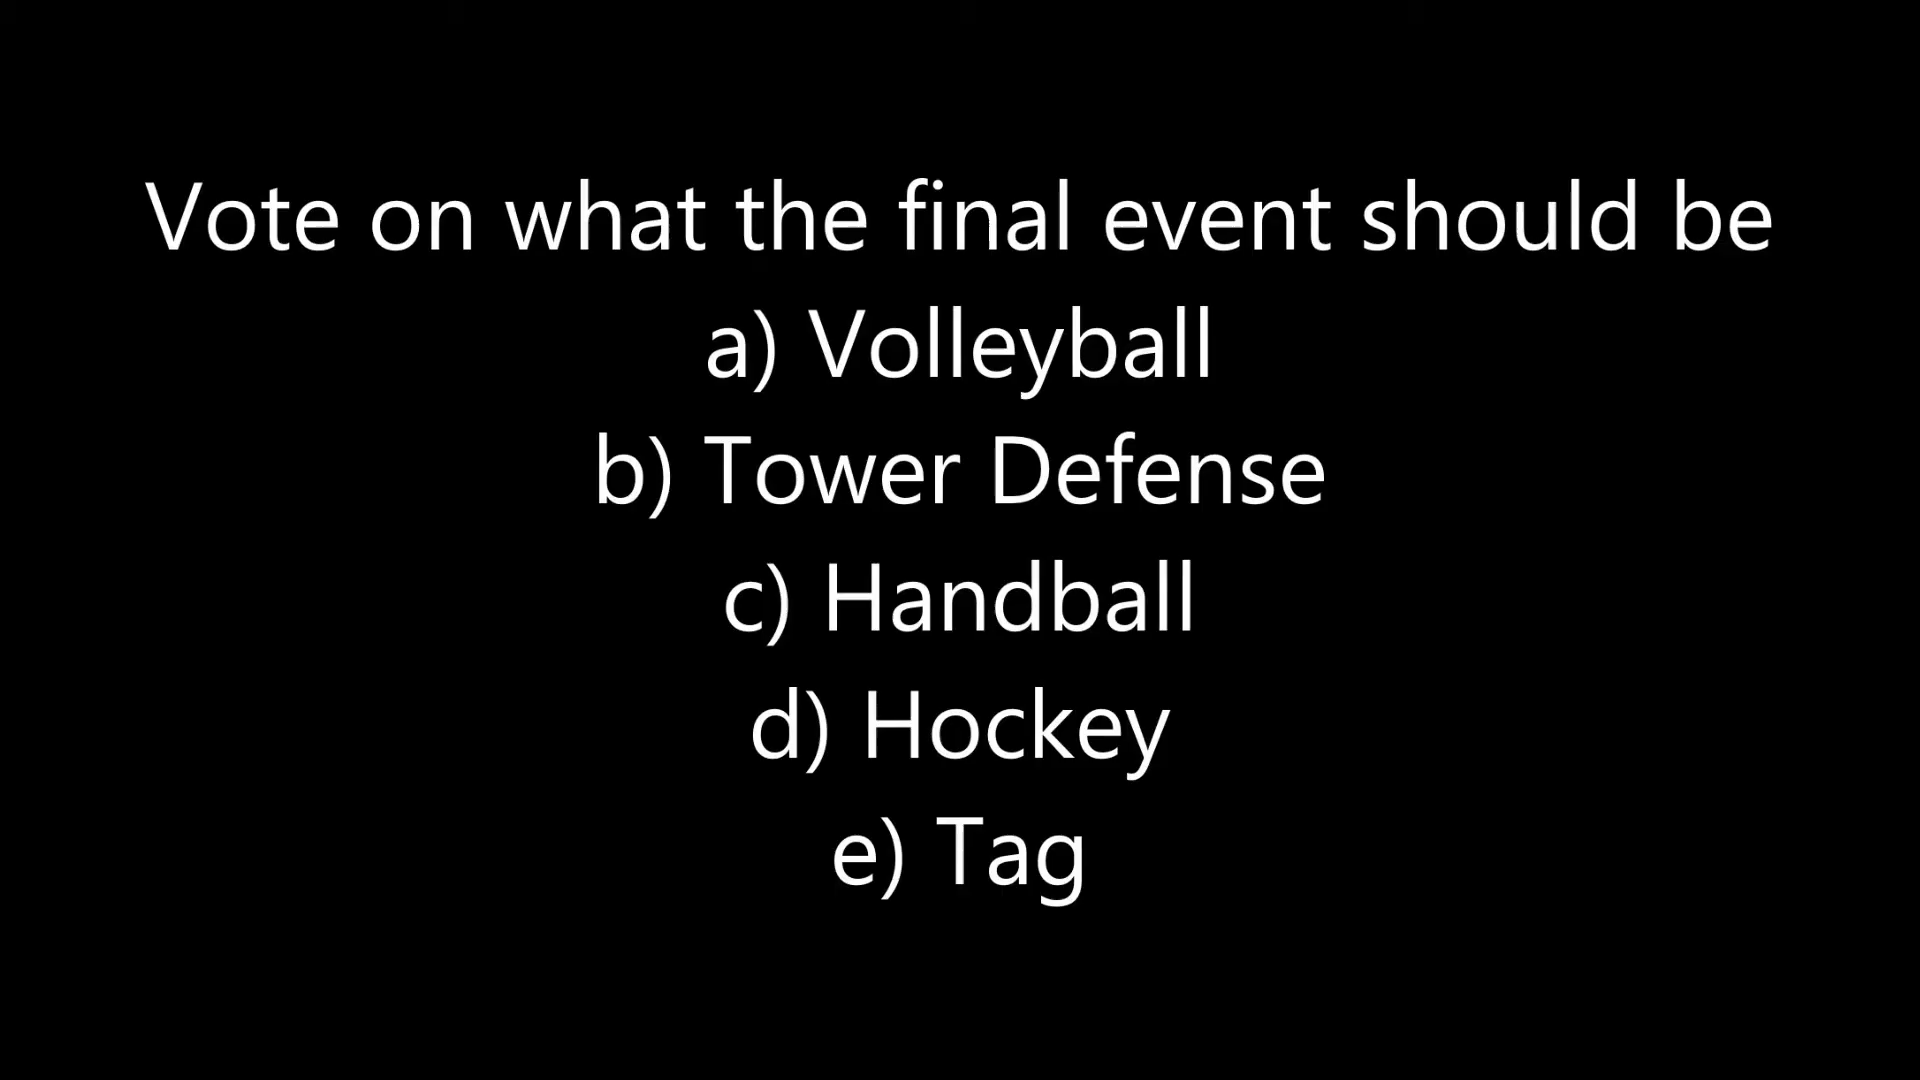 Vote on what the final event should be
a) Volleyball
b) Tower Defense
c) Handball
d) Hockey
e) Tag